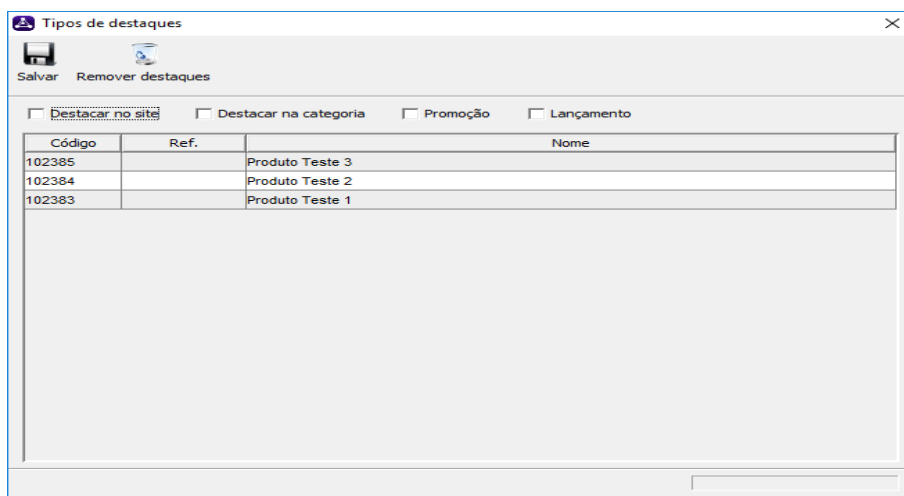 Tipos de destaques
Salvar Remover destaques
Destacar no site Destacar na categoria Promoção Lançamento
Código Ref. Nome
102385 Produto Teste 3
102384 Produto Teste 2
102383 Produto Teste 1